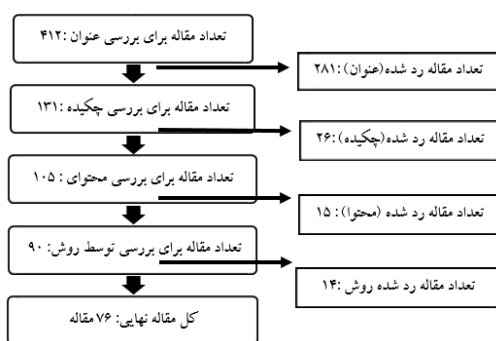 تعداد مقاله برای بررسی عنوان :۴۱۲
تعداد مقاله رد شده(عنوان):۲۸۱
تعداد مقاله برای بررسی چکیده :۱۳۱
تعداد مقاله رد شده(چکیده):۲۶
تعداد مقاله برای بررسی محتوای : ۱۰۵
تعداد مقاله رد شده (محتوا): ۱۵
تعداد مقاله برای بررسی توسط روش: ۹۰
تعداد مقاله رد شده روش :۱۴
کل مقاله نهایی: ۷۶ مقاله